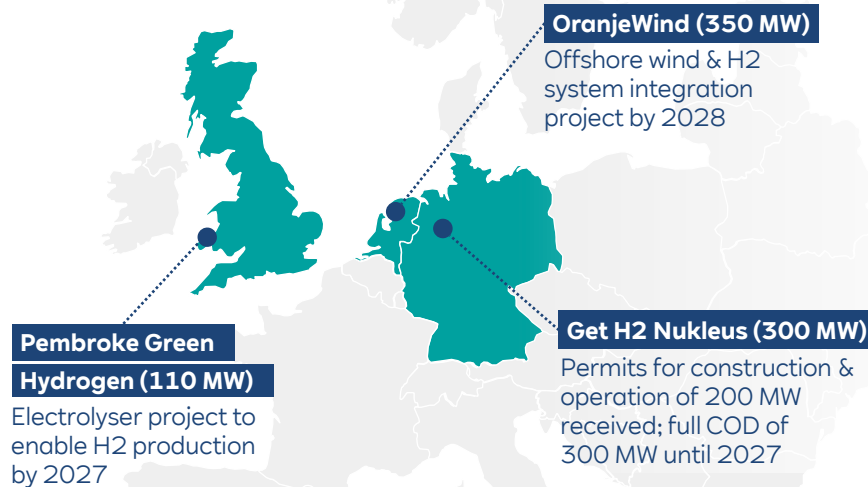 OranjeWind (350 MW)
Offshore wind & H2
system integration
project by 2028
Pembroke Green
Hydrogen (110 MW)
Electrolyser project to
enable H2 production
by 2027
Get H2 Nukleus (300 MW)
Permits for construction &
operation of 200 MW
received; full COD of
300 MW until 2027